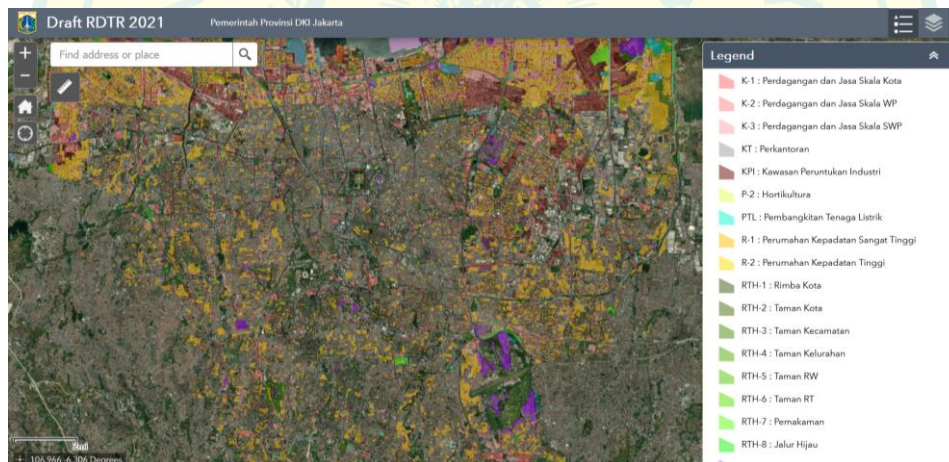 Draft RDTR 2021
Pemerintah Provinsi DKI Jakarta
Find address or place
Legend
K-1 : Perdagangan dan Jasa Skala Kota
K-2 : Perdagangan dan Jasa Skala WP
K-3 : Perdagangan dan Jasa Skala SWP
KT : Perkantoran
KPI : Kawasan Peruntukan Industri
P-2 : Hortikultura
PTL : Pembangkitan Tenaga Listrik
R-1 : Perumahan Kepadatan Sangat Tinggi
R-2 : Perumahan Kepadatan Tinggi
RTH-1 : Rimba Kota
RTH-2 : Taman Kota
RTH-3 : Taman Kecamatan
RTH-4 : Taman Kelurahan
RTH-5 : Taman RW
RTH-6 : Taman RT
RTH-7 : Pemakaman
RTH-8 : Jalur Hijau
106.966 -6.306 Degrees